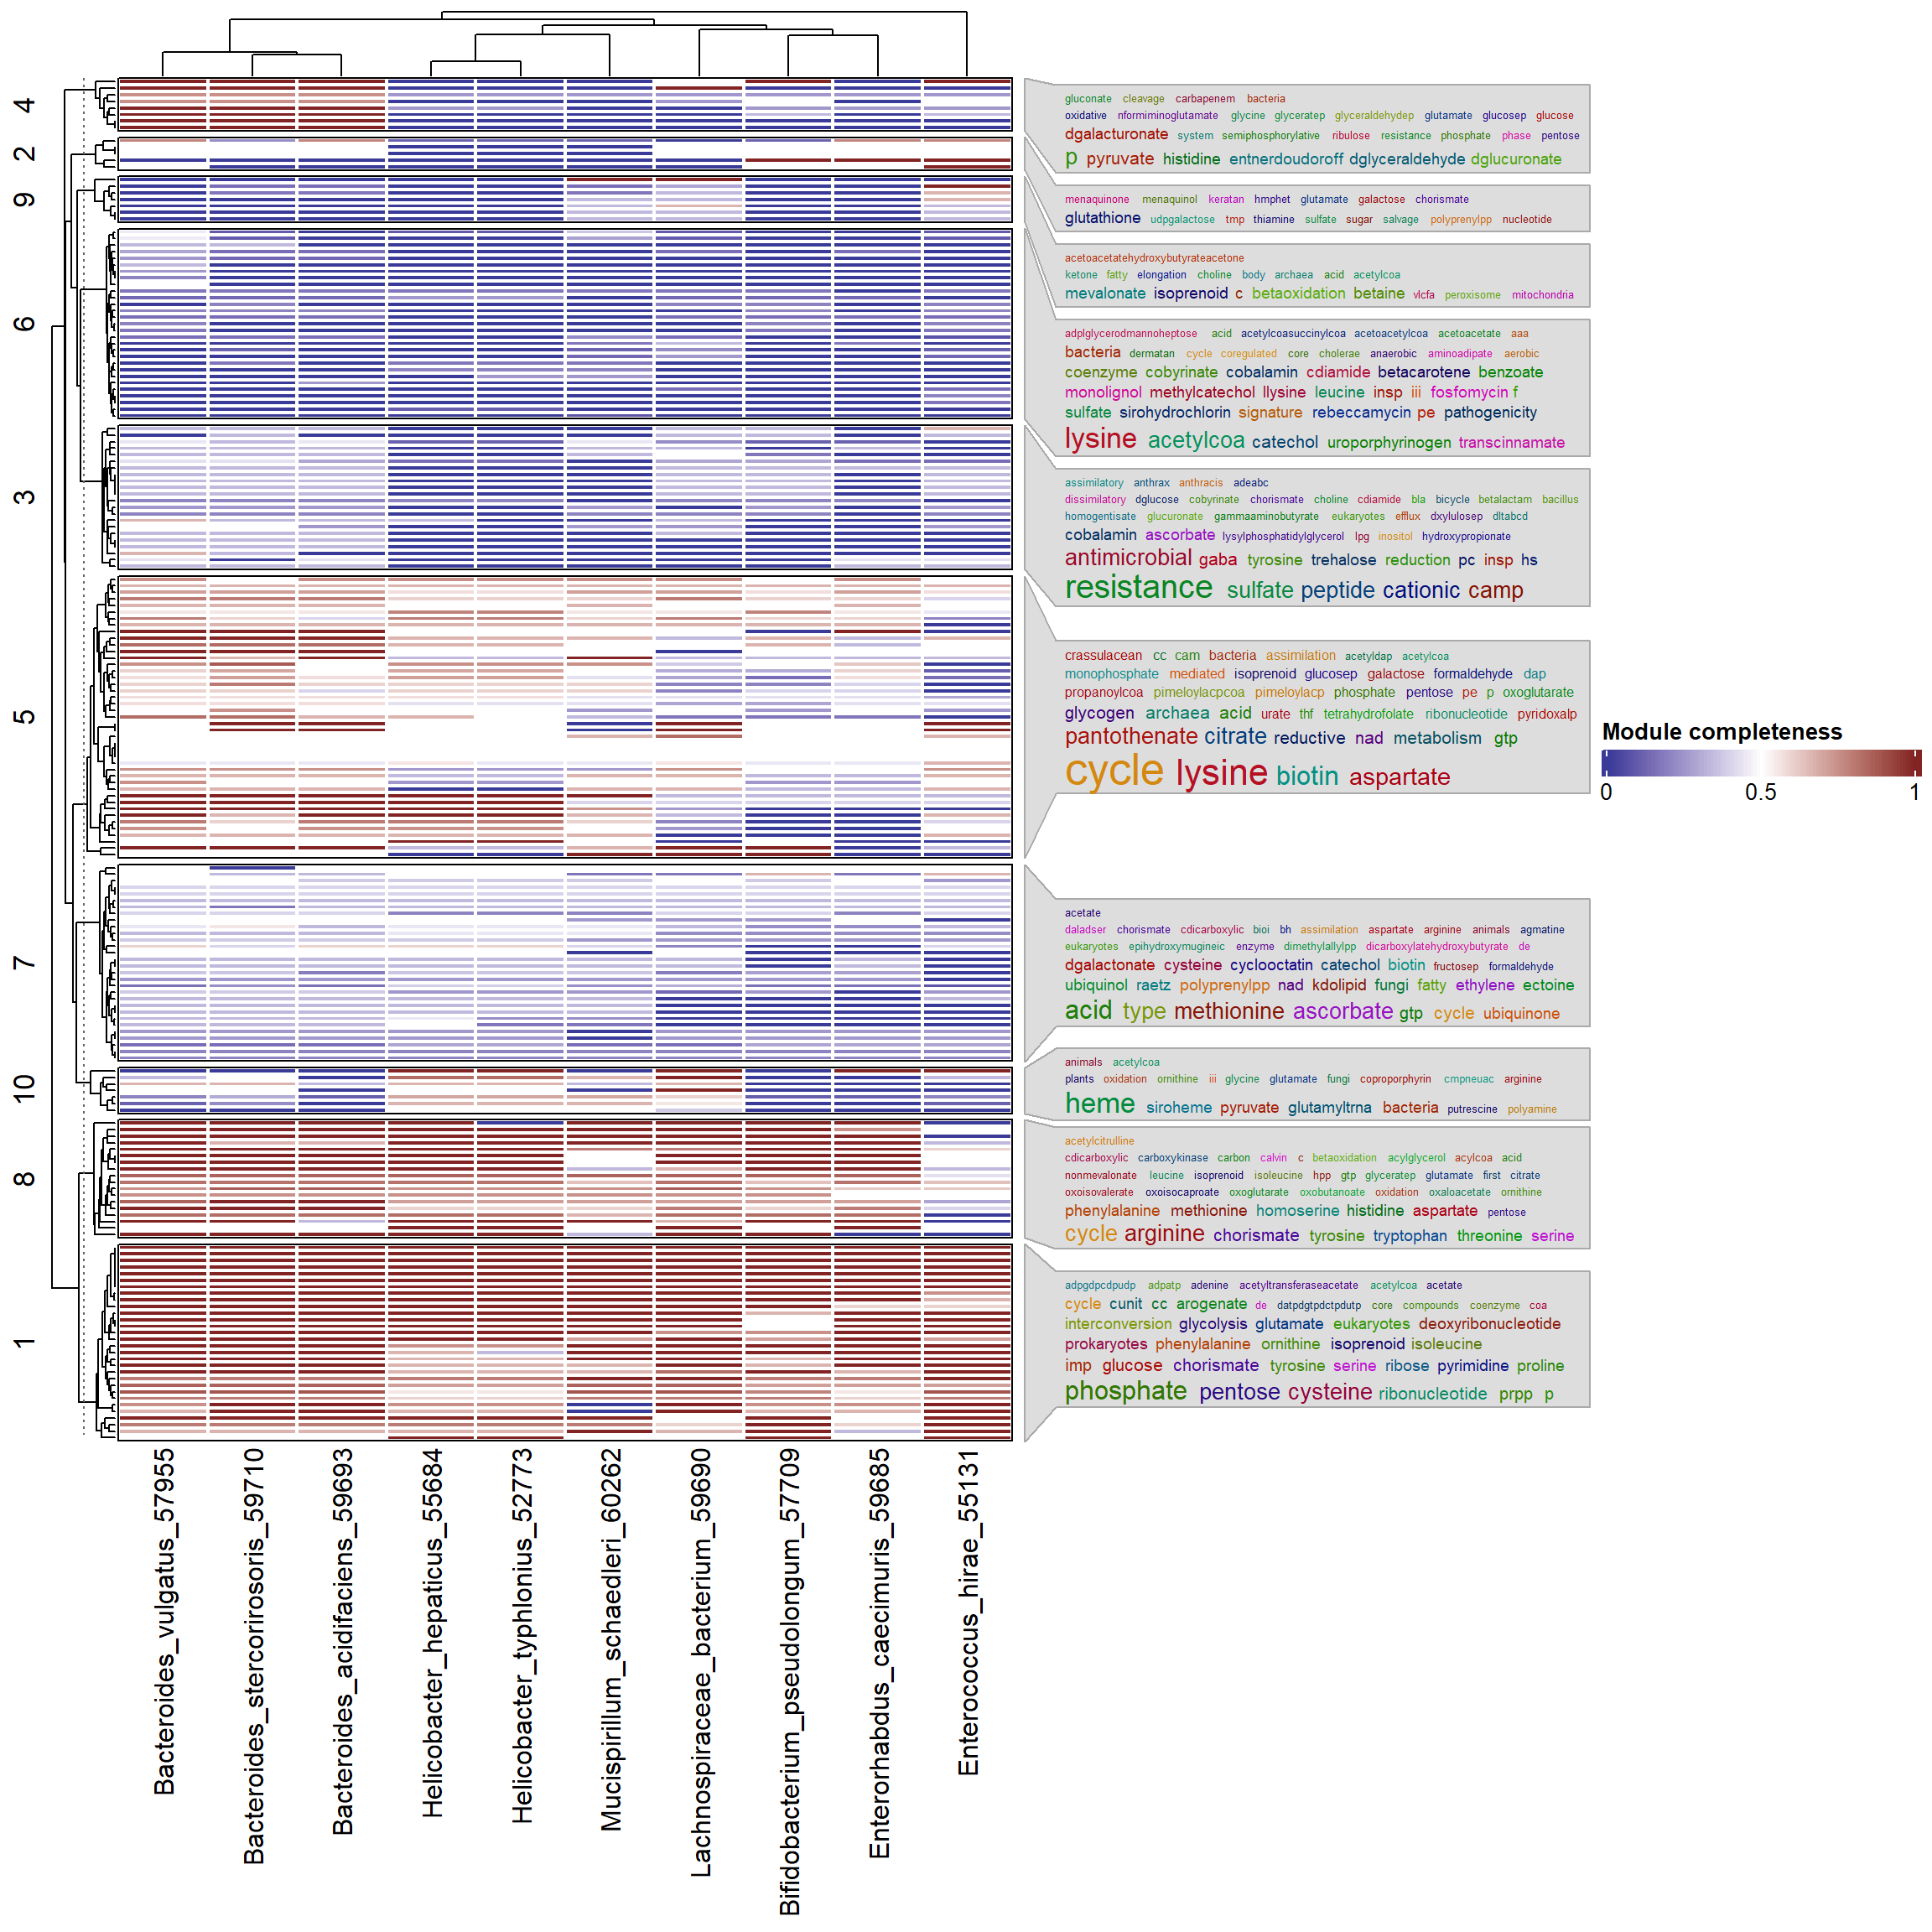 4
gluconate cleavage carbapenem bacteria
oxidative nformiminoglutamate glycine glyceratep glyceraldehydep glutamate glucosep glucose
dgalacturonate system semiphosphorylative ribulose resistance phosphate phase pentose
p pyruvate histidine entnerdoudoroff dglyceraldehyde dglucuronate
2
menaquinone menaquinol keratan hmphet glutamate galactose chorismate
glutathione udpgalactose tmp thiamine sulfate sugar salvage polyprenylpp nucleotide
9
acetoacetatehydroxybutyrateacetone
ketone fatty elongation choline body archaea acid acetylcoa
mevalonate isoprenoid c betaoxidation betaine vlcfa peroxisome mitochondria
6
adplglycerodmannoheptose acid acetylcoasuccinylcoa acetoacetylcoa acetoacetate aaa
bacteria dermatan cycle coregulated core cholerae anaerobic aminoadipate aerobic
coenzyme cobyrinate cobalamin cdiamide betacarotene benzoate
monolignol methylcatechol llysine leucine insp iii fosfomycin f
sulfate sirohydrochlorin signature rebeccamycin pe pathogenicity
lysine acetylcoa catechol uroporphyrinogen transcinnamate
3
assimilatory anthrax anthracis adeabc
dissimilatory dglucose cobyrinate chorismate choline cdiamide bla bicycle betalactam bacillus
homogentisate glucuronate gammaaminobutyrate eukaryotes efflux dxylulosep dltabcd
cobalamin ascorbate lysylphosphatidylglycerol lpg inositol hydroxypropionate
antimicrobial gaba tyrosine trehalose reduction pc insp hs
resistance sulfate peptide cationic camp
5
crassulacean cc cam bacteria assimilation acetyldap acetylcoa
monophosphate mediated isoprenoid glucosep galactose formaldehyde dap
propanoylcoa pimeloylacpcoa pimeloylacp phosphate pentose pe p oxoglutarate
glycogen archaea acid urate thf tetrahydrofolate ribonucleotide pyridoxalp
pantothenate citrate reductive nad metabolism gtp
cycle lysine biotin aspartate
Module completeness
0 0.5 1
7
acetate
daladser chorismate cdicarboxylic bioi bh assimilation aspartate arginine animals agmatine
eukaryotes epihydroxymugineic enzyme dimethylallylpp dicarboxylatehydroxybutyrate de
dgalactonate cysteine cyclooctatin catechol biotin fructosep formaldehyde
ubiquinol raetz polyprenylpp nad kdolipid fungi fatty ethylene ectoine
acid type methionine ascorbate gtp cycle ubiquinone
10
animals acetylcoa
plants oxidation ornithine iii glycine glutamate fungi coproporphyrin cmpneuac arginine
heme siroheme pyruvate glutamyltrna bacteria putrescine polyamine
8
acetylcitrulline
cdicarboxylic carboxykinase carbon calvin c betaoxidation acylglycerol acylcoa acid
nonmevalonate leucine isoprenoid isoleucine hpp gtp glyceratep glutamate first citrate
oxoisovalerate oxoisocaproate oxoglutarate oxobutanoate oxidation oxaloacetate ornithine
phenylalanine methionine homoserine histidine aspartate pentose
cycle arginine chorismate tyrosine tryptophan threonine serine
1
adpgdpcdpudp adpatp adenine acetyltransferaseacetate acetylcoa acetate
cycle cunit cc arogenate de datpdgtpdctpdutp core compounds coenzyme coa
interconversion glycolysis glutamate eukaryotes deoxyribonucleotide
prokaryotes phenylalanine ornithine isoprenoid isoleucine
imp glucose chorismate tyrosine serine ribose pyrimidine proline
phosphate pentose cysteine ribonucleotide prpp p
Bacteroides_vulgatus_57955
Bacteroides_stercorirosoris_59710
Bacteroides_acidifaciens_59693
Helicobacter_hepaticus_55684
Helicobacter_typhlonius_52773
Mucispirillum_schaedleri_60262
Lachnospiraceae_bacterium_59690
Bifidobacterium_pseudolongum_57709
Enterorhabdus_caecimuris_59685
Enterococcus_hirae_55131